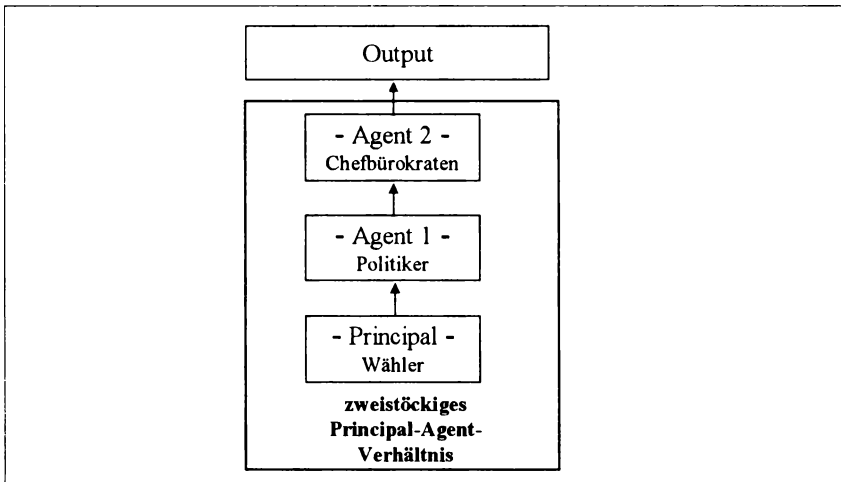 Output
- Agent 2 -
Chefbürokraten
- Agent 1 -
Politiker
- Principal -
Wähler
zweistöckiges
Principal-Agent-
Verhältnis